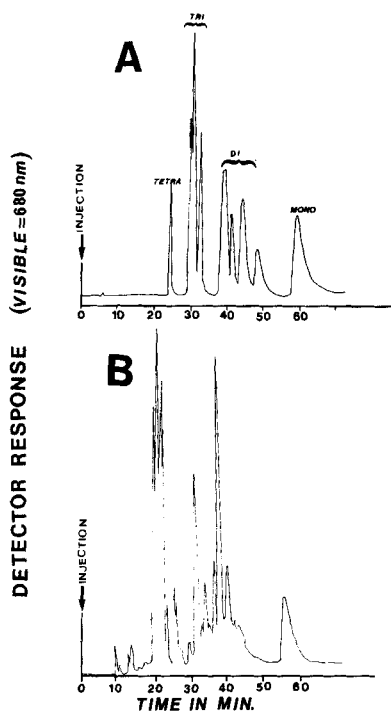 A
TRI
DI
TETRA
MONO
INJECTION
0 10 20 30 40 50 60
B
INJECTION
0 10 20 30 40 50 60
TIME IN MIN.
DETECTOR RESPONSE (VISIBLE = 680 nm)